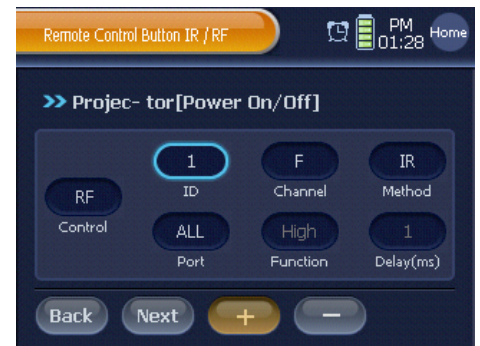 Remote Control Button IR / RF
PM
01:28
Home
>> Projec- tor[Power On/Off]
RF
Control
1
ID
F
Channel
IR
Method
ALL
Port
High
Function
1
Delay(ms)
Back
Next
+
−